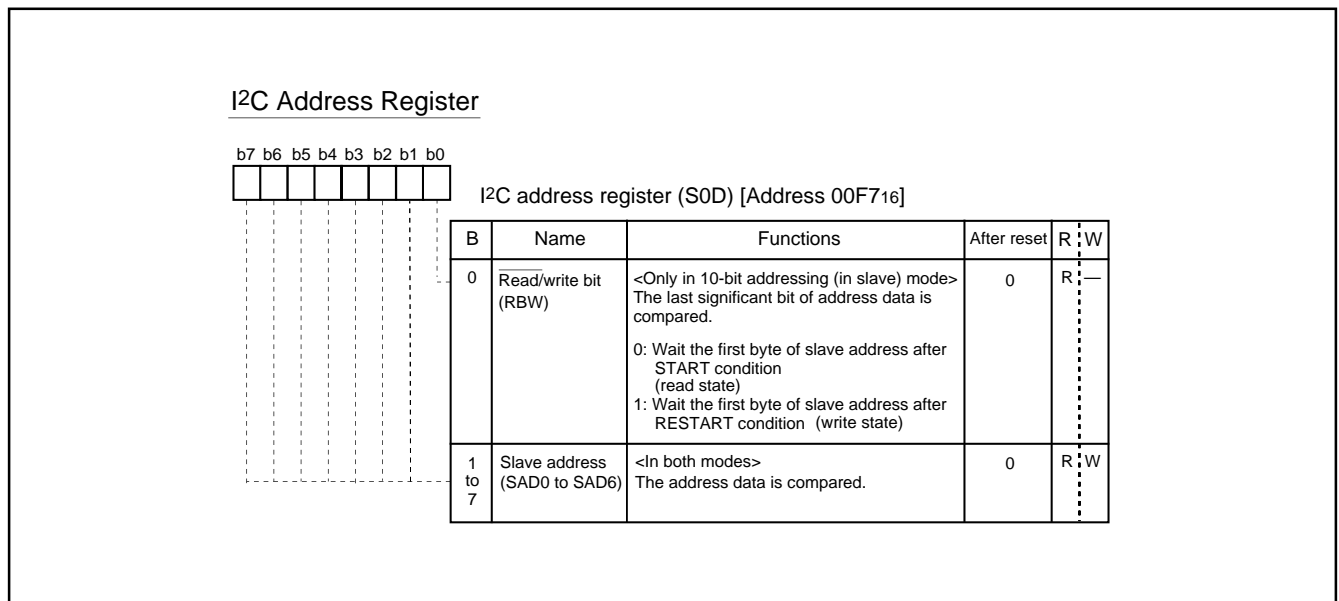 I2C Address Register
b7 b6 b5 b4 b3 b2 b1 b0
I2C address register (S0D) [Address 00F716]
B Name Functions After reset R W
0 Read/write bit <Only in 10-bit addressing (in slave) mode> 0 R —
(RBW) The last significant bit of address data is
compared.
0: Wait the first byte of slave address after
START condition
(read state)
1: Wait the first byte of slave address after
RESTART condition (write state)
1 Slave address <In both modes> 0 R W
to (SAD0 to SAD6) The address data is compared.
7